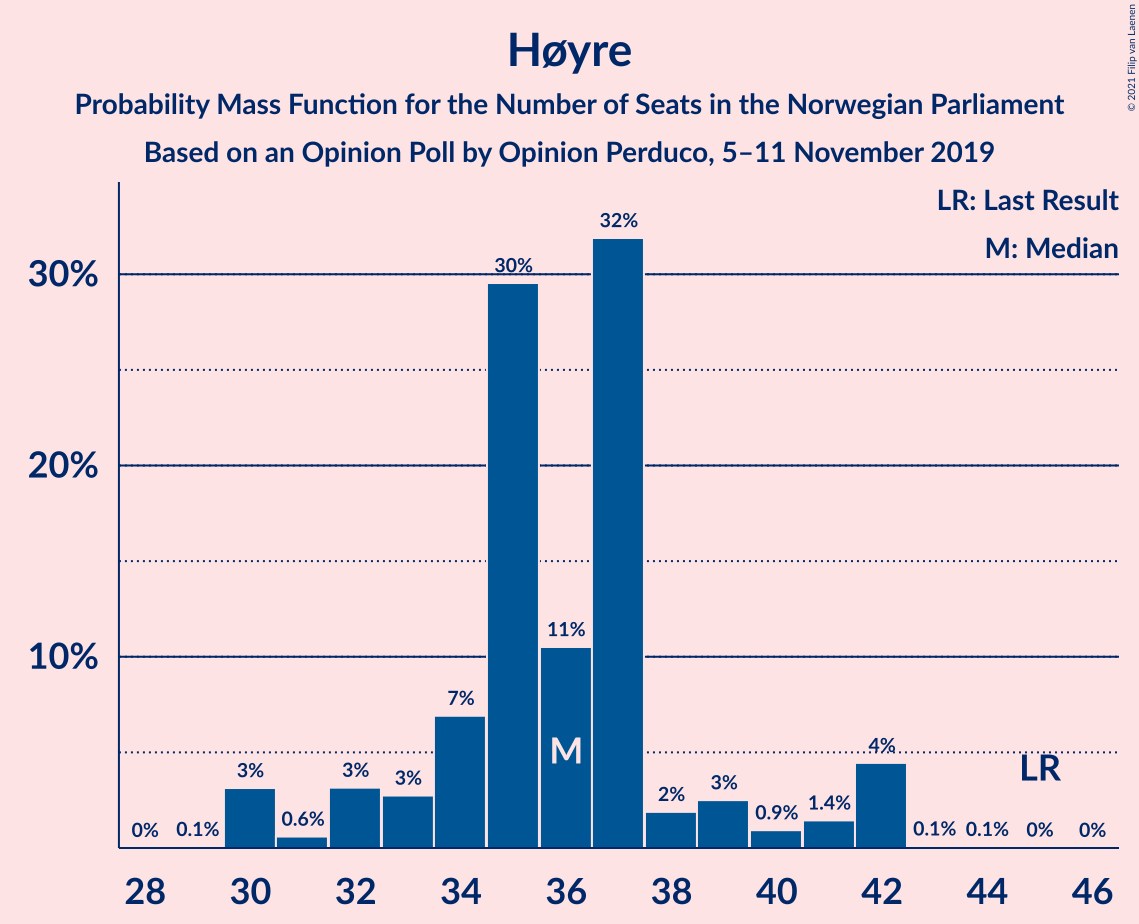 © 2021 Filip van Laenen
Høyre
Probability Mass Function for the Number of Seats in the Norwegian Parliament
Based on an Opinion Poll by Opinion Perduco, 5–11 November 2019
LR: Last Result
M: Median
30%
20%
10%
0%
0.1%
3%
0.6%
3%
3%
7%
30%
11%
32%
2%
3%
0.9%
1.4%
4%
0.1%
0.1%
0%
0%
M
LR
28 30 32 34 36 38 40 42 44 46